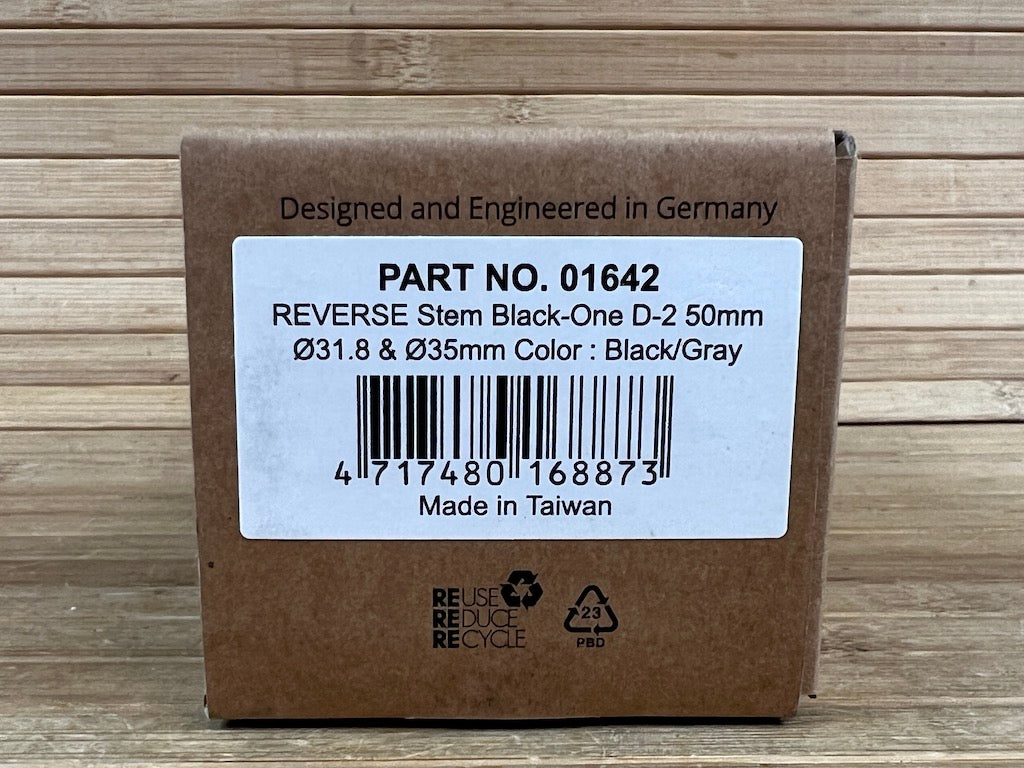 Designed and Engineered in Germany
PART NO. 01642
REVERSE Stem Black-One D-2 50mm
Ø31.8 & Ø35mm Color : Black/Gray
4 717480 168873
Made in Taiwan
REUSE
REDUCE
RECYCLE
23
PBD